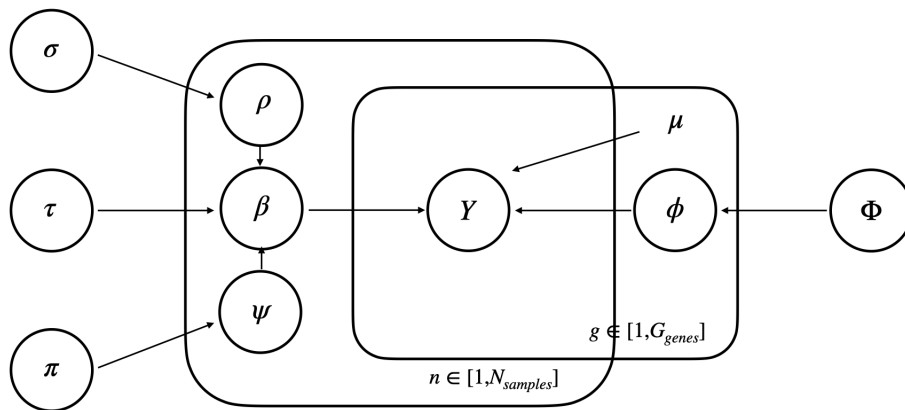 σ
ρ
μ
τ
β
Y
ϕ
Φ
ψ
π
g ∈ [1,G_genes]
n ∈ [1,N_samples]